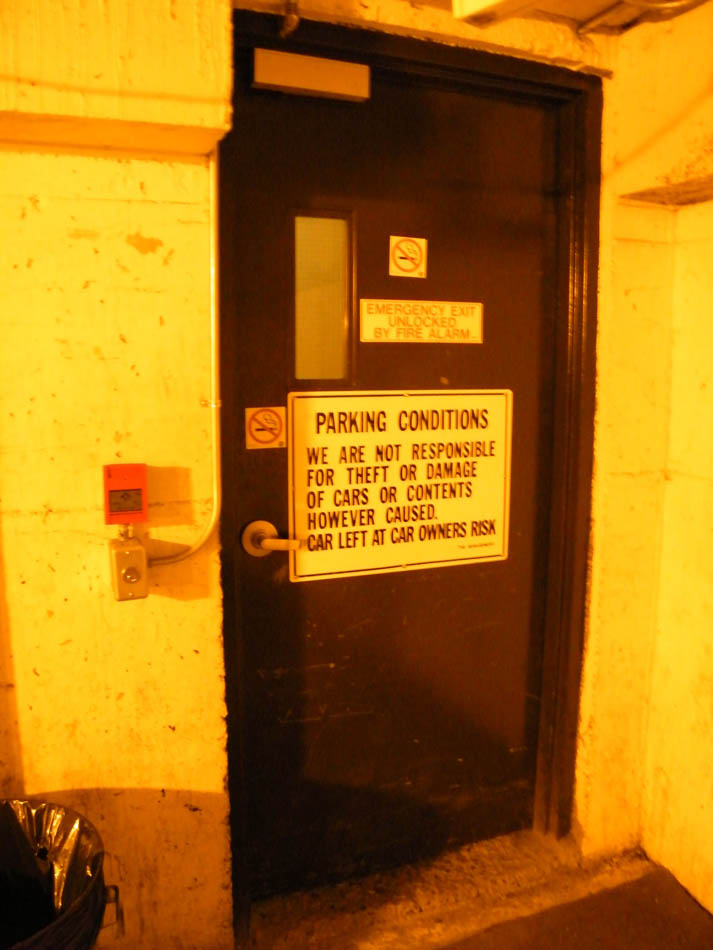 EMERGENCY EXIT
UNLOCKED
BY FIRE ALARM
PARKING CONDITIONS
WE ARE NOT RESPONSIBLE
FOR THEFT OR DAMAGE
OF CARS OR CONTENTS
HOWEVER CAUSED.
CAR LEFT AT CAR OWNERS RISK